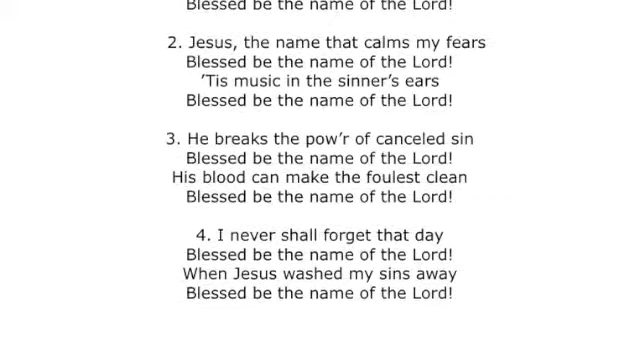 Blessed be the name of the Lord!
2. Jesus, the name that calms my fears
Blessed be the name of the Lord!
’Tis music in the sinner’s ears
Blessed be the name of the Lord!
3. He breaks the pow’r of canceled sin
Blessed be the name of the Lord!
His blood can make the foulest clean
Blessed be the name of the Lord!
4. I never shall forget that day
Blessed be the name of the Lord!
When Jesus washed my sins away
Blessed be the name of the Lord!